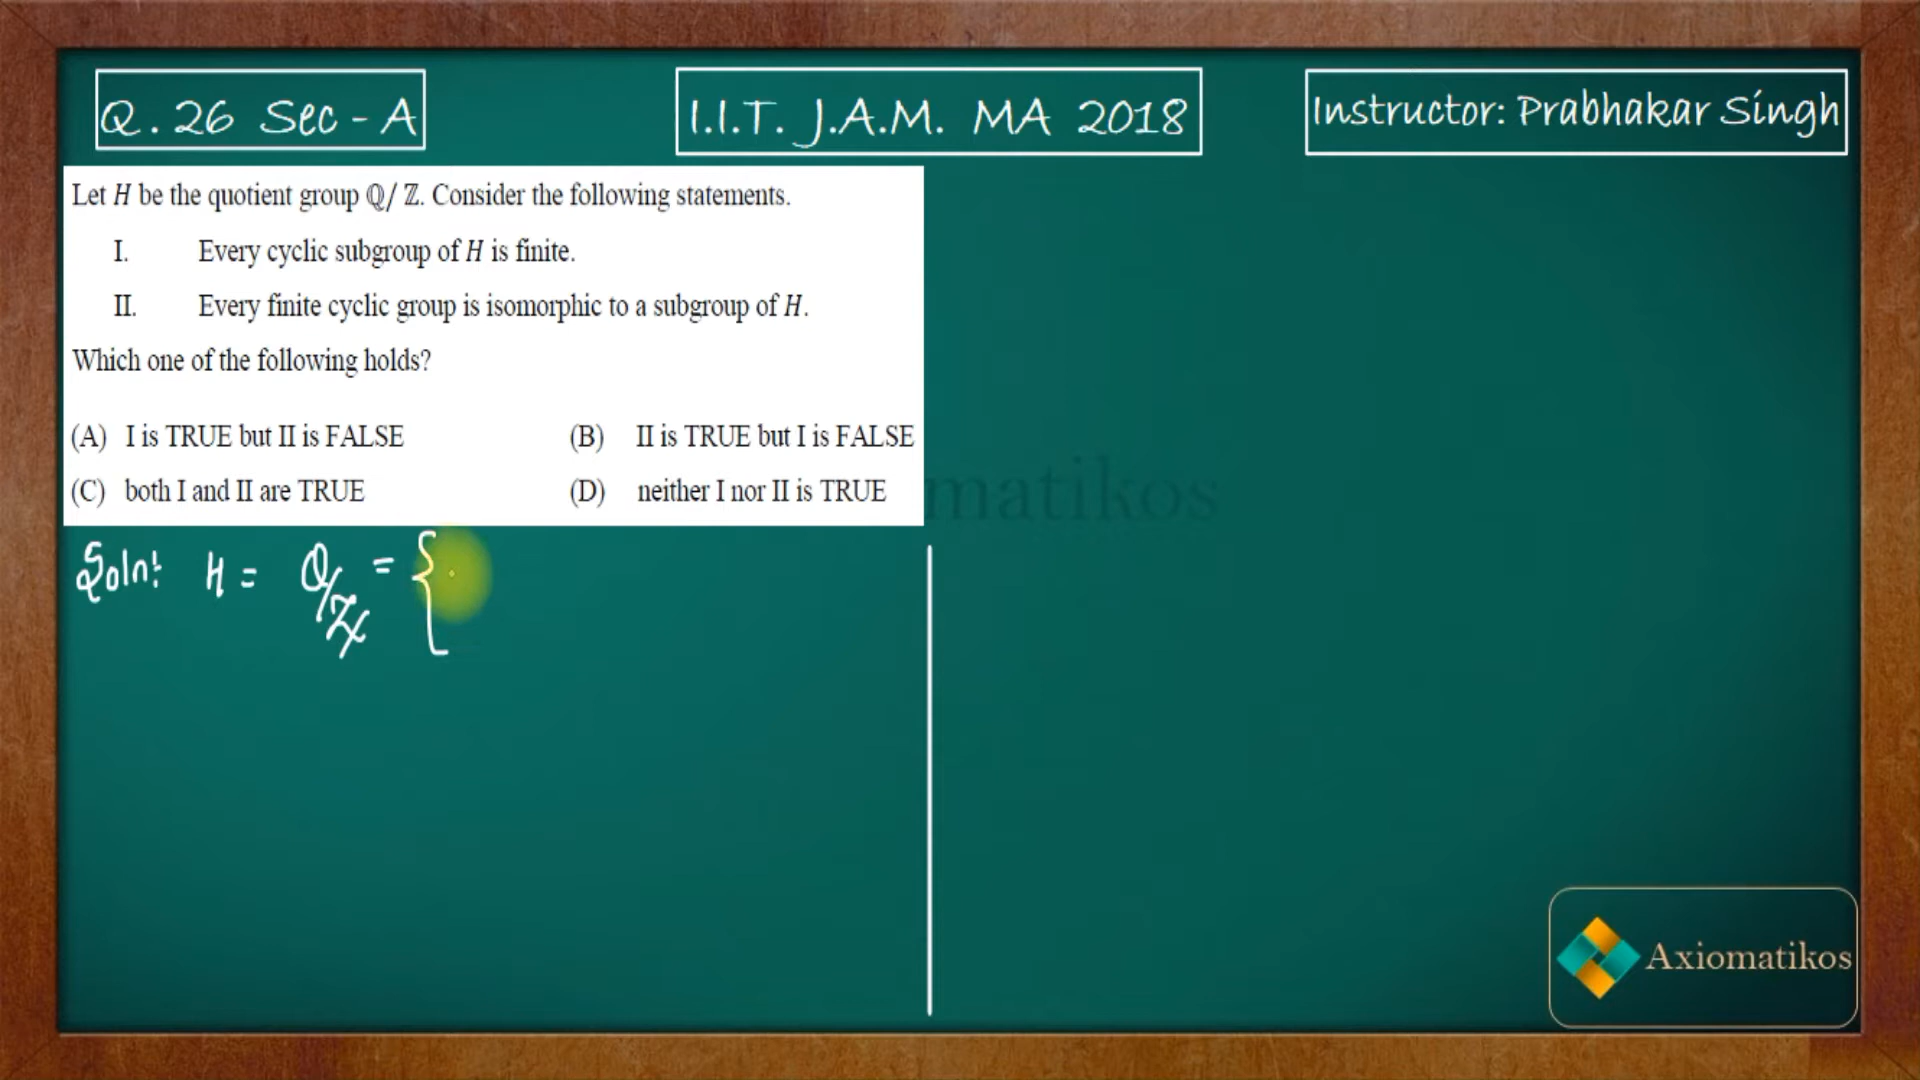 Q. 26 Sec - A
I.I.T. J.A.M. MA 2018
Instructor: Prabhakar Singh
Let H be the quotient group ℚ/ ℤ. Consider the following statements.
I. Every cyclic subgroup of H is finite.
II. Every finite cyclic group is isomorphic to a subgroup of H.
Which one of the following holds?
(A) I is TRUE but II is FALSE (B) II is TRUE but I is FALSE
(C) both I and II are TRUE (D) neither I nor II is TRUE
matikos
Soln: H = ℚ/ℤ = {
Axiomatikos